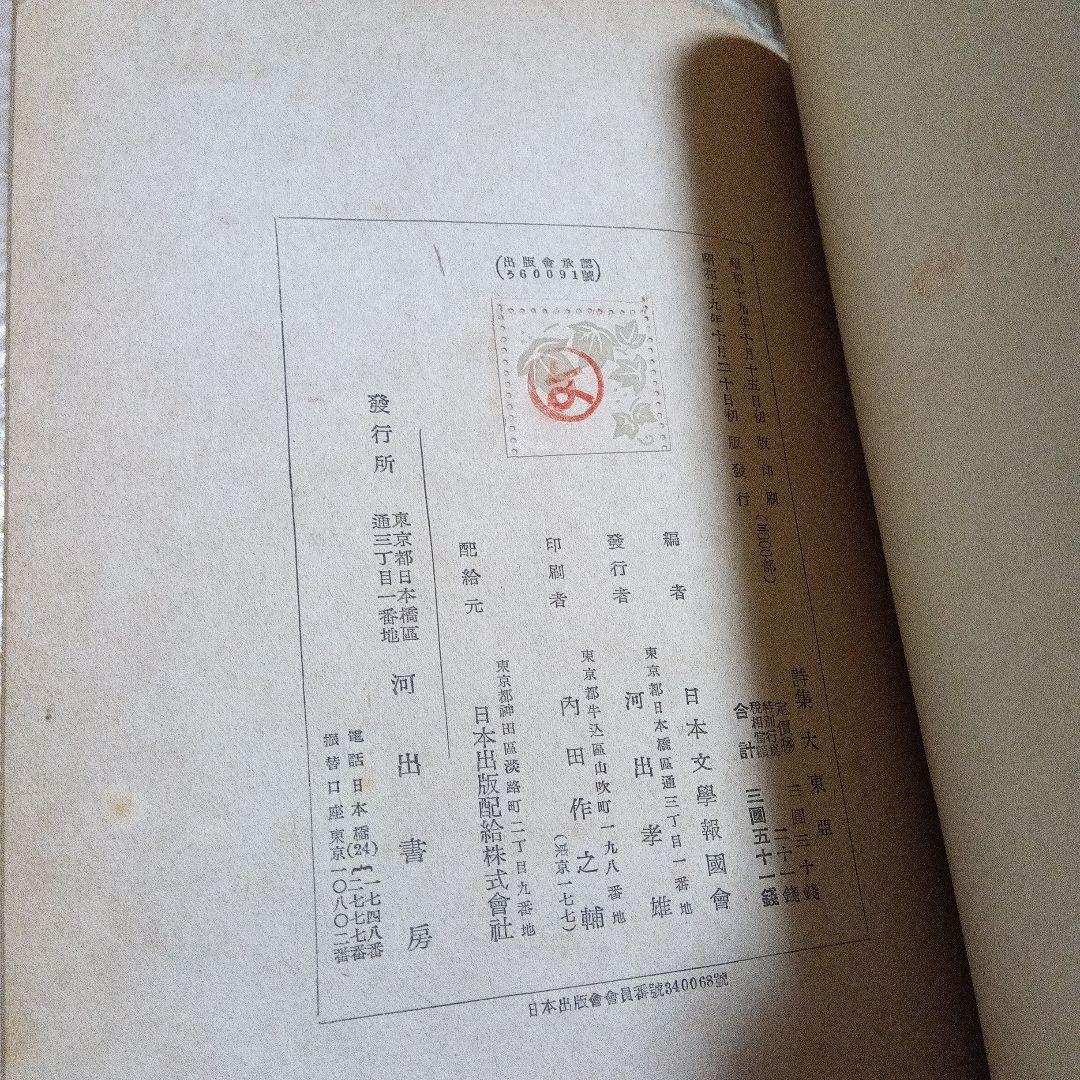 詩集 大東亞
定價 三圓三十錢
特別行爲税相當額 二十一錢
合計 三圓五十一錢
昭和十九年十月十五日初版印刷
昭和十九年十月二十日初版發行
編者 日本文學報國會
東京都日本橋區通三丁目一番地
發行者 河出孝雄
東京都牛込區山吹町一九八番地
印刷者 內田作之輔
(東京一七七)
東京都神田區淡路町二丁目九番地
配給元 日本出版配給株式會社
(出版會承認
う360091號)
發行所
東京都日本橋區
通三丁目一番地
河出書房
電話日本橋(24)一七四八番
二七七七番
振替口座東京一〇八〇二番
日本出版會會員番號340068號